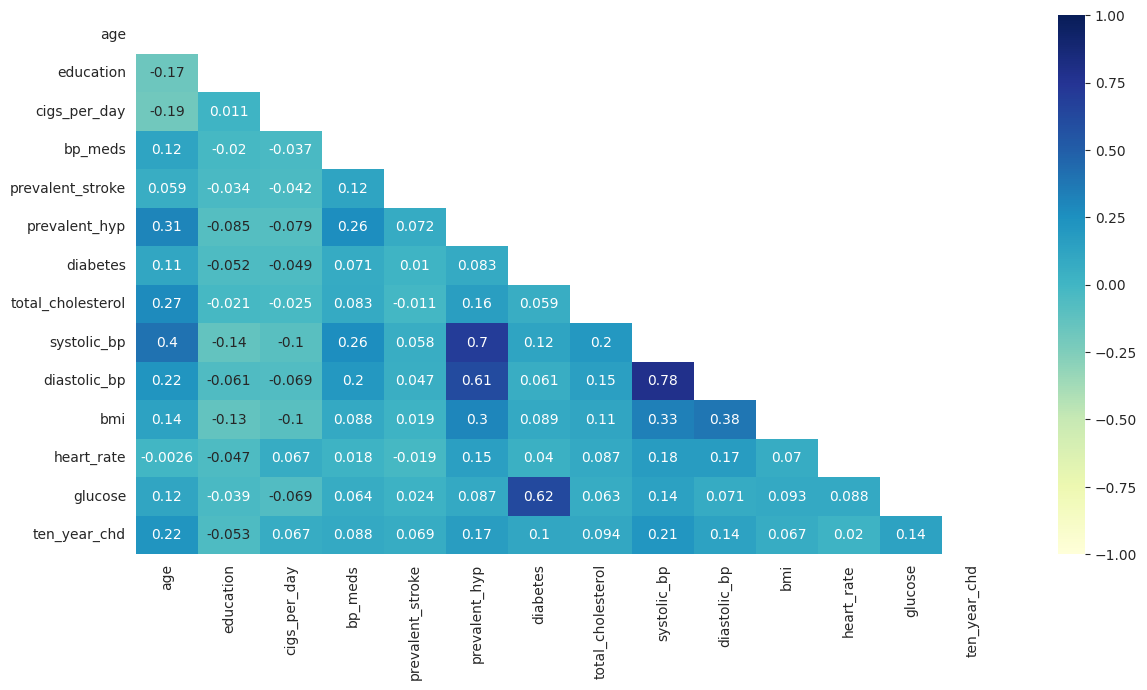 age
education -0.17
cigs_per_day -0.19 0.011
bp_meds 0.12 -0.02 -0.037
prevalent_stroke 0.059 -0.034 -0.042 0.12
prevalent_hyp 0.31 -0.085 -0.079 0.26 0.072
diabetes 0.11 -0.052 -0.049 0.071 0.01 0.083
total_cholesterol 0.27 -0.021 -0.025 0.083 -0.011 0.16 0.059
systolic_bp 0.4 -0.14 -0.1 0.26 0.058 0.7 0.12 0.2
diastolic_bp 0.22 -0.061 -0.069 0.2 0.047 0.61 0.061 0.15 0.78
bmi 0.14 -0.13 -0.1 0.088 0.019 0.3 0.089 0.11 0.33 0.38
heart_rate -0.0026 -0.047 0.067 0.018 -0.019 0.15 0.04 0.087 0.18 0.17 0.07
glucose 0.12 -0.039 -0.069 0.064 0.024 0.087 0.62 0.063 0.14 0.071 0.093 0.088
ten_year_chd 0.22 -0.053 0.067 0.088 0.069 0.17 0.1 0.094 0.21 0.14 0.067 0.02 0.14
age
education
cigs_per_day
bp_meds
prevalent_stroke
prevalent_hyp
diabetes
total_cholesterol
systolic_bp
diastolic_bp
bmi
heart_rate
glucose
ten_year_chd
1.00
0.75
0.50
0.25
0.00
−0.25
−0.50
−0.75
−1.00